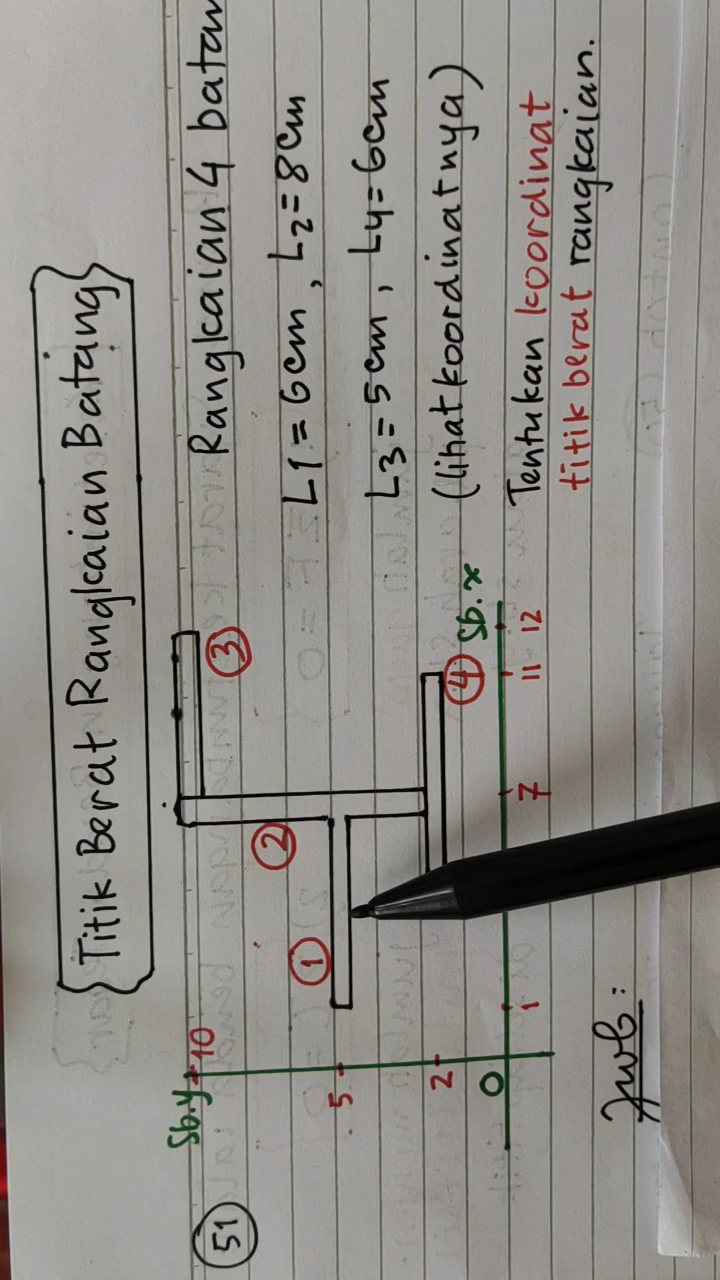 Titik Berat Rangkaian Batang
51
Sb.y
10
5
2
0
1
7
11
12
Sb.x
1
2
3
4
Rangkaian 4 batan
L1 = 6cm, L2 = 8cm
L3 = 5cm, L4 = 6cm
(lihat koordinatnya)
Tentukan koordinat
titik berat rangkaian.
Jwb: